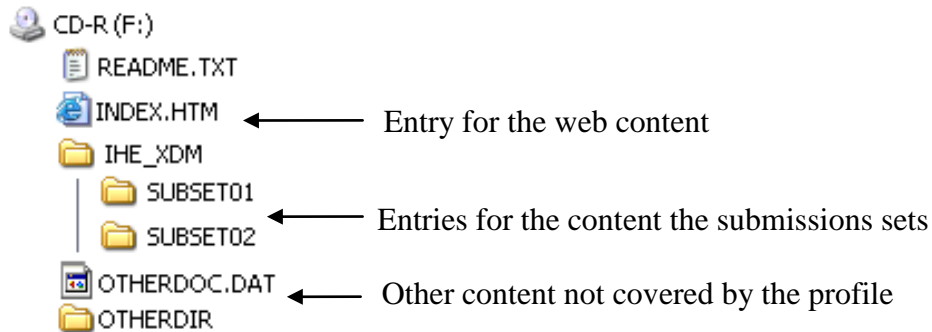 CD-R (F:)
README.TXT
INDEX.HTM
Entry for the web content
IHE_XDM
SUBSET01
Entries for the content the submissions sets
SUBSET02
OTHERDOC.DAT
Other content not covered by the profile
OTHERDIR